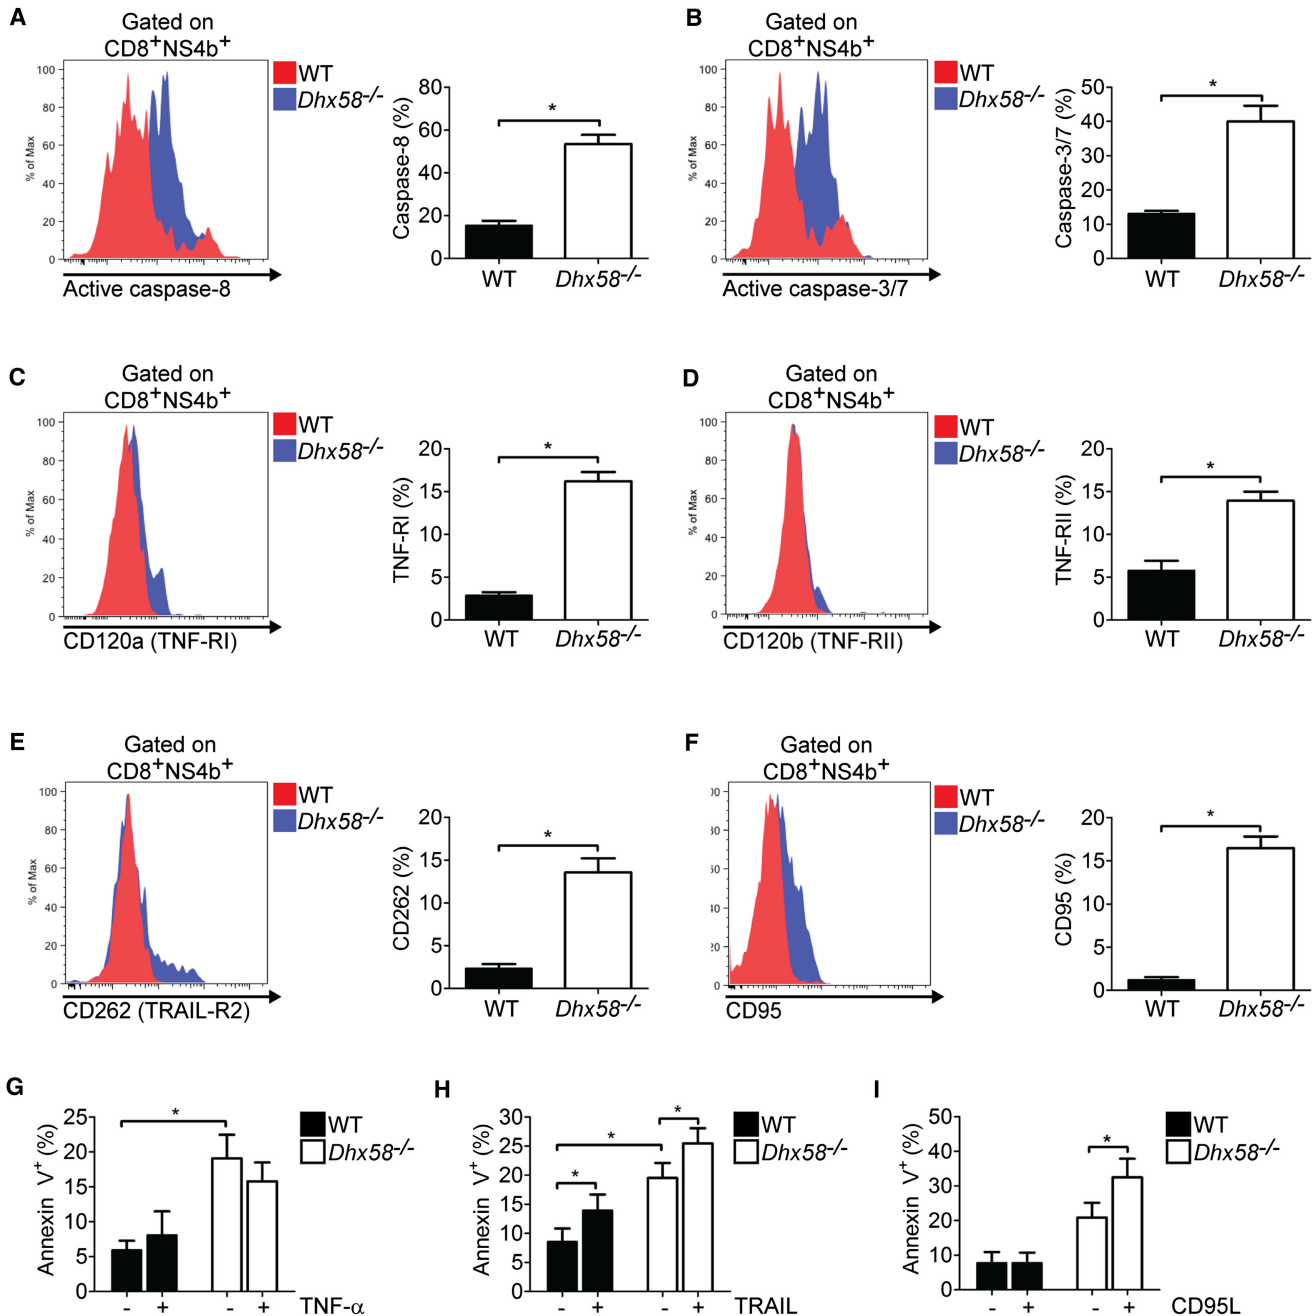 A
Gated on
CD8+NS4b+
WT
Dhx58-/-
100
80
60
40
20
0
% of Max
Active caspase-8
80
60
40
20
0
Caspase-8 (%)
*
WT Dhx58-/-
B
Gated on
CD8+NS4b+
WT
Dhx58-/-
100
80
60
40
20
0
% of Max
Active caspase-3/7
50
40
30
20
10
0
Caspase-3/7 (%)
*
WT Dhx58-/-
C
Gated on
CD8+NS4b+
WT
Dhx58-/-
100
80
60
40
20
0
% of Max
CD120a (TNF-RI)
20
15
10
5
0
TNF-RI (%)
*
WT Dhx58-/-
D
Gated on
CD8+NS4b+
WT
Dhx58-/-
100
80
60
40
20
0
% of Max
CD120b (TNF-RII)
20
15
10
5
0
TNF-RII (%)
*
WT Dhx58-/-
E
Gated on
CD8+NS4b+
WT
Dhx58-/-
100
80
60
40
20
0
% of Max
CD262 (TRAIL-R2)
20
15
10
5
0
CD262 (%)
*
WT Dhx58-/-
F
Gated on
CD8+NS4b+
WT
Dhx58-/-
00
80
60
40
20
0
CD95
20
15
10
5
0
CD95 (%)
*
WT Dhx58-/-
G
25
20
15
10
5
0
Annexin V+ (%)
*
WT
Dhx58-/-
- + - + TNF-α
H
30
25
20
15
10
5
0
Annexin V+ (%)
*
*
*
WT
Dhx58-/-
- + - + TRAIL
I
50
40
30
20
10
0
Annexin V+ (%)
*
WT
Dhx58-/-
- + - + CD95L